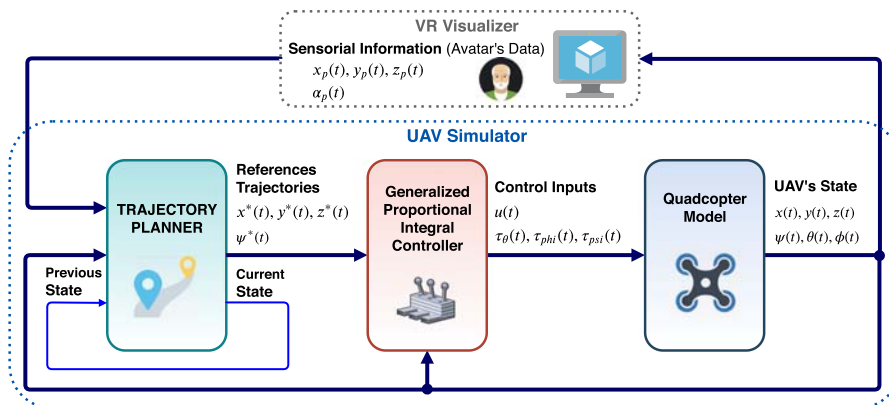 VR Visualizer
Sensorial Information (Avatar's Data)
x_p(t), y_p(t), z_p(t)
α_p(t)
UAV Simulator
TRAJECTORY
PLANNER
References
Trajectories
x*(t), y*(t), z*(t)
ψ*(t)
Previous
State
Current
State
Generalized
Proportional
Integral
Controller
Control Inputs
u(t)
τ_θ(t), τ_phi(t), τ_psi(t)
Quadcopter
Model
UAV's State
x(t), y(t), z(t)
ψ(t), θ(t), ϕ(t)